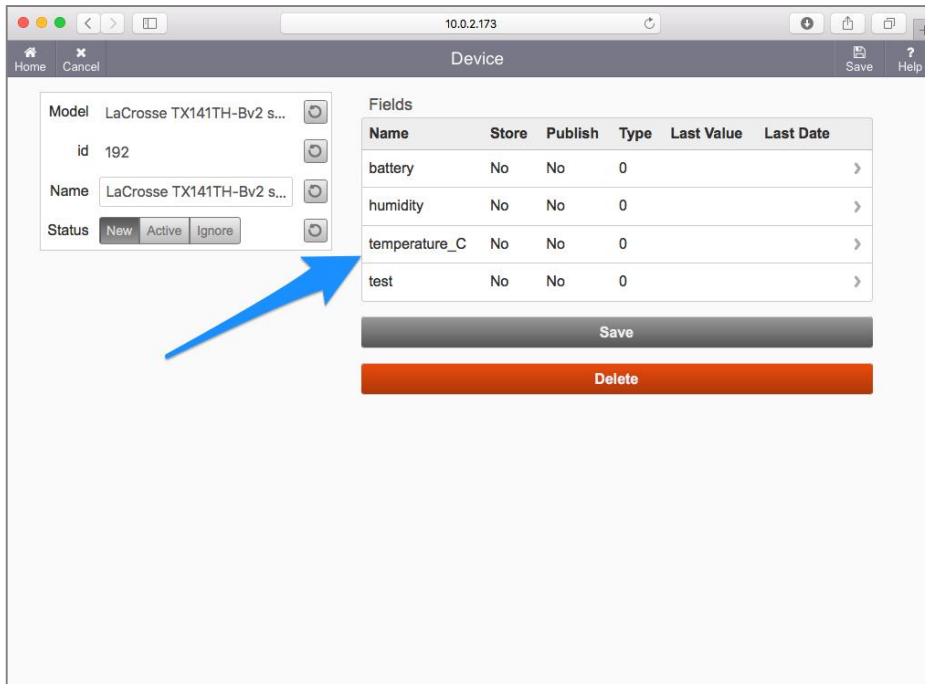 10.0.2.173
Home Cancel Device Save ? Help
Model LaCrosse TX141TH-Bv2 s...
id 192
Name LaCrosse TX141TH-Bv2 s...
Status New Active Ignore
Fields
Name Store Publish Type Last Value Last Date
battery No No 0
humidity No No 0
temperature_C No No 0
test No No 0
Save
Delete